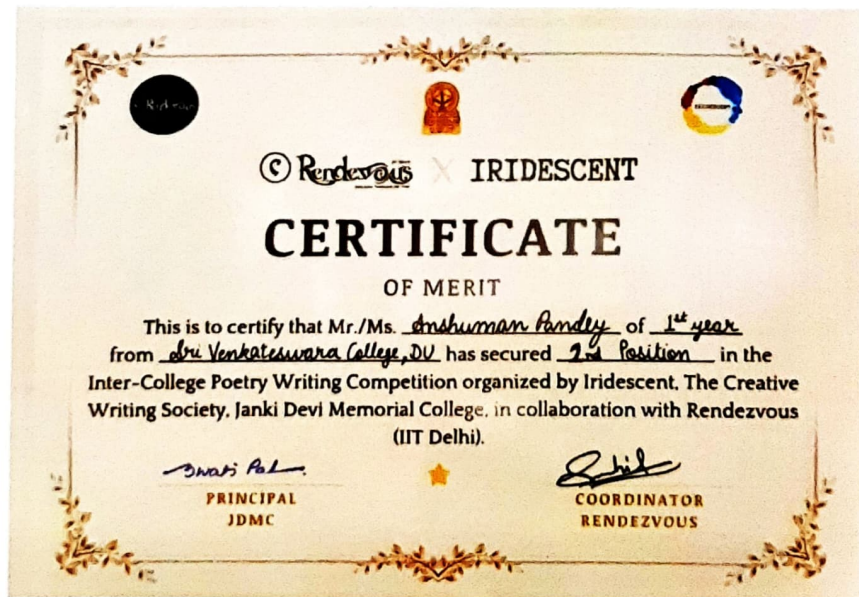 Rendezvous X IRIDESCENT
CERTIFICATE
OF MERIT
This is to certify that Mr./Ms. Anshuman Pandey of 1st year
from Sri Venkateswara College, DU has secured 2nd Position in the
Inter-College Poetry Writing Competition organized by Iridescent, The Creative
Writing Society, Janki Devi Memorial College, in collaboration with Rendezvous
(IIT Delhi).
Swati Pal
PRINCIPAL
JDMC
COORDINATOR
RENDEZVOUS